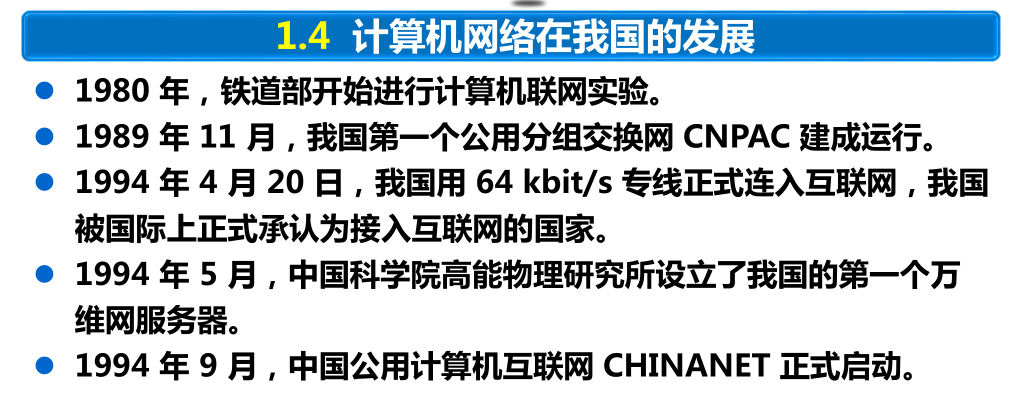 1.4 计算机网络在我国的发展
● 1980 年，铁道部开始进行计算机联网实验。
● 1989 年 11 月，我国第一个公用分组交换网 CNPAC 建成运行。
● 1994 年 4 月 20 日，我国用 64 kbit/s 专线正式连入互联网，我国
被国际上正式承认为接入互联网的国家。
● 1994 年 5 月，中国科学院高能物理研究所设立了我国的第一个万
维网服务器。
● 1994 年 9 月，中国公用计算机互联网 CHINANET 正式启动。